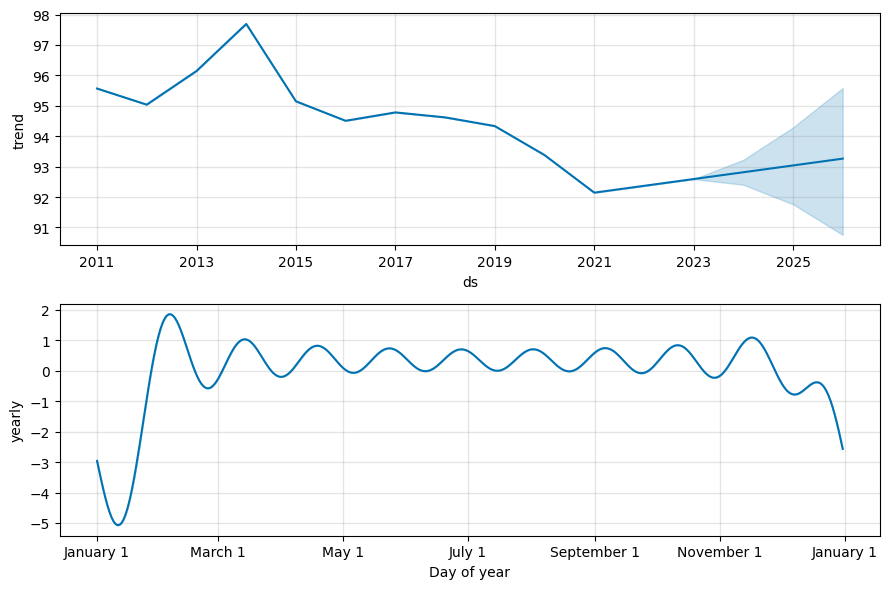 98
97
96
95
94
93
92
91
trend
2011 2013 2015 2017 2019 2021 2023 2025
ds
2
1
0
−1
−2
−3
−4
−5
yearly
January 1 March 1 May 1 July 1 September 1 November 1 January 1
Day of year